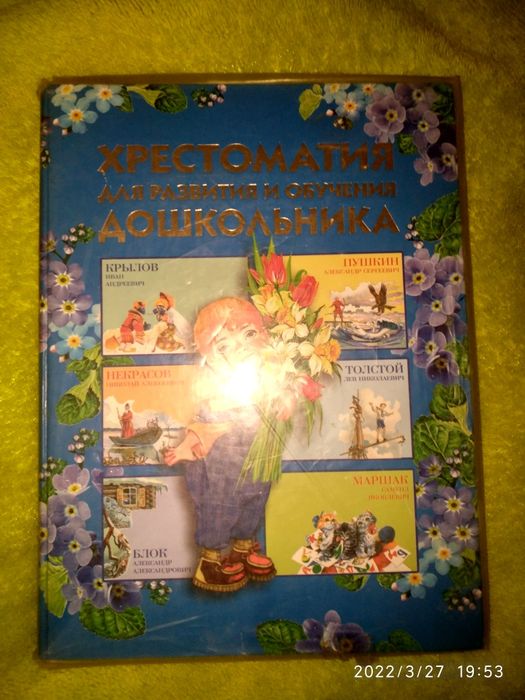 ХРЕСТОМАТИЯ
ДЛЯ РАЗВИТИЯ И ОБУЧЕНИЯ
ДОШКОЛЬНИКА
КРЫЛОВ
ИВАН
АНДРЕЕВИЧ
ПУШКИН
АЛЕКСАНДР СЕРГЕЕВИЧ
НЕКРАСОВ
НИКОЛАЙ АЛЕКСЕЕВИЧ
ТОЛСТОЙ
ЛЕВ НИКОЛАЕВИЧ
МАРШАК
САМУИЛ
ЯКОВЛЕВИЧ
БЛОК
АЛЕКСАНДР
АЛЕКСАНДРОВИЧ
2022/3/27 19:53